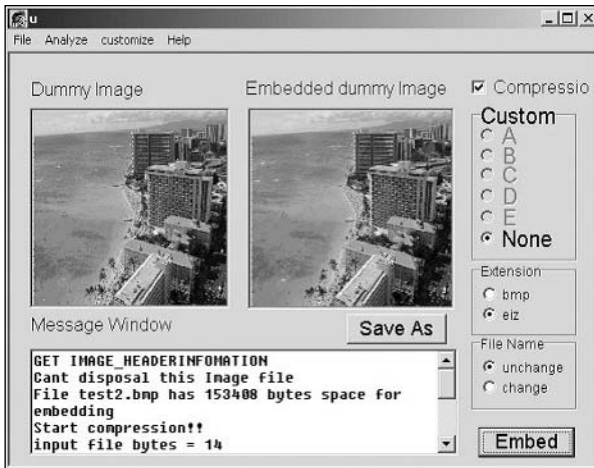 u
File Analyze customize Help
Dummy Image
Embedded dummy Image
Compressio
Custom
A
B
C
D
E
None
Extension
bmp
eiz
File Name
unchange
change
Message Window
Save As
GET IMAGE_HEADERINFOMATION
Cant disposal this Image file
File test2.bmp has 153408 bytes space for
embedding
Start compression!!
input file bytes = 14
Embed